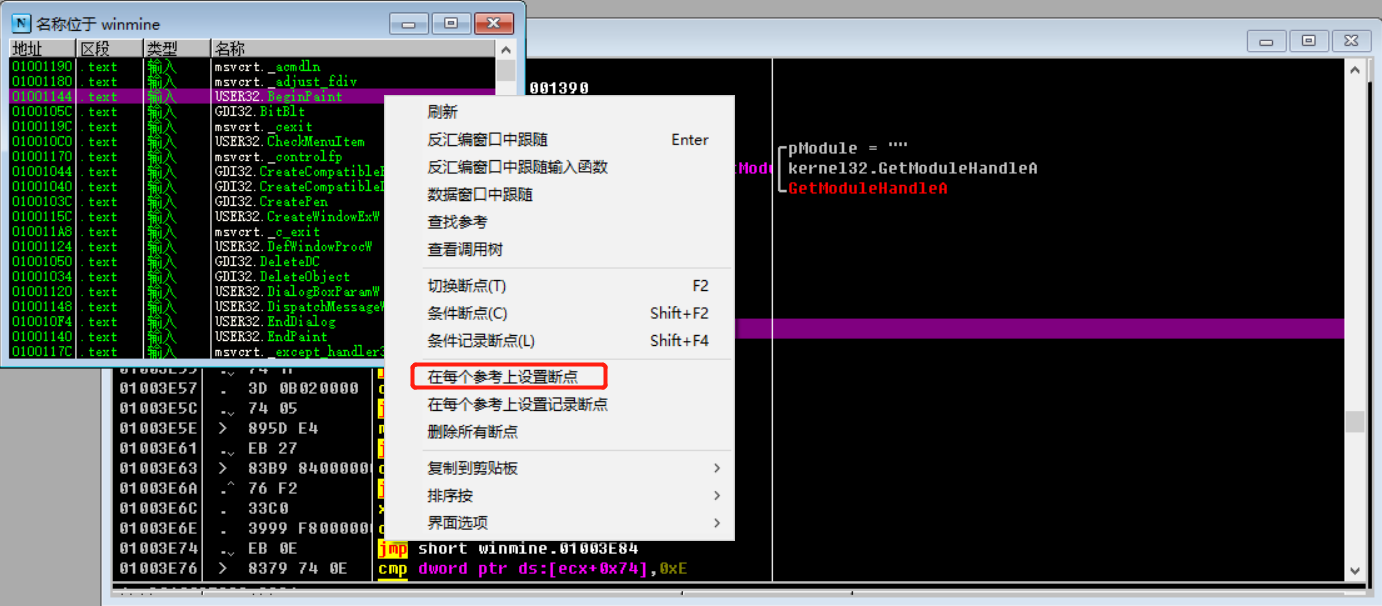 N 名称位于 winmine
地址 区段 类型 名称
01001190 .text 输入 msvcrt._acmdln
01001180 .text 输入 msvcrt._adjust_fdiv
01001144 .text 输入 USER32.BeginPaint
0100105C .text 输入 GDI32.BitBlt
0100119C .text 输入 msvcrt._cexit
010010C0 .text 输入 USER32.CheckMenuItem
01001170 .text 输入 msvcrt._controlfp
01001044 .text 输入 GDI32.CreateCompatible
01001040 .text 输入 GDI32.CreateCompatible
0100103C .text 输入 GDI32.CreatePen
0100115C .text 输入 USER32.CreateWindowExW
010011A8 .text 输入 msvcrt._c_exit
01001124 .text 输入 USER32.DefWindowProcW
01001050 .text 输入 GDI32.DeleteDC
01001034 .text 输入 GDI32.DeleteObject
01001120 .text 输入 USER32.DialogBoxParamW
01001148 .text 输入 USER32.DispatchMessageW
010010F4 .text 输入 USER32.EndDialog
01001140 .text 输入 USER32.EndPaint
0100117C .text 输入 msvcrt._except_handler3
001390
刷新
反汇编窗口中跟随 Enter
反汇编窗口中跟随输入函数
数据窗口中跟随
查找参考
查看调用树
切换断点(T) F2
条件断点(C) Shift+F2
条件记录断点(L) Shift+F4
在每个参考上设置断点
在每个参考上设置记录断点
删除所有断点
复制到剪贴板 >
排序按 >
界面选项 >
pModule = ""
kernel32.GetModuleHandleA
GetModuleHandleA
01003E57 . 3D 0B020000
01003E5C .⌄ 74 05
01003E5E > 895D E4
01003E61 .⌄ EB 27
01003E63 > 83B9 84000000
01003E6A .^ 76 F2
01003E6C . 33C0
01003E6E . 3999 F8000000
01003E74 .⌄ EB 0E jmp short winmine.01003E84
01003E76 > 8379 74 0E cmp dword ptr ds:[ecx+0x74],0xE